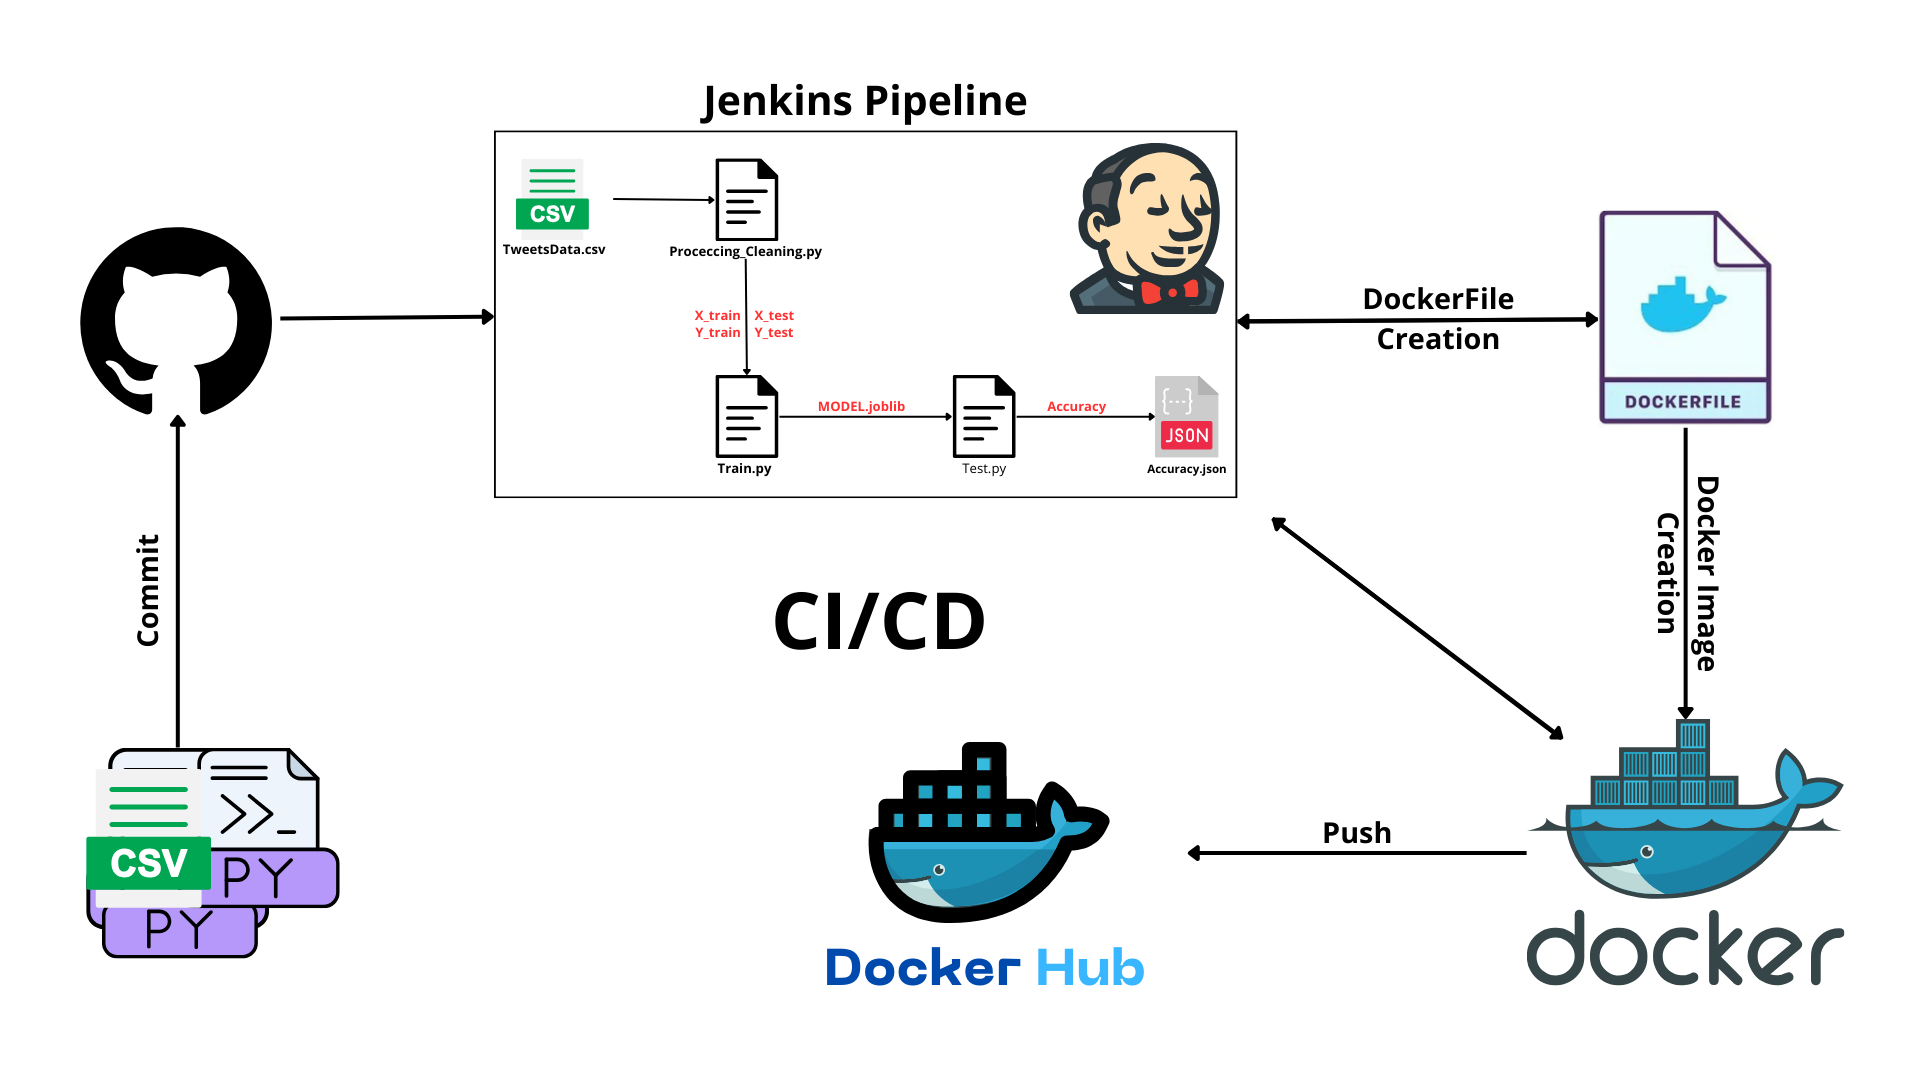 Jenkins Pipeline
CSV
TweetsData.csv
Proceccing_Cleaning.py
X_train X_test
Y_train Y_test
MODEL.joblib
Accuracy
{---}
JSON
Train.py
Test.py
Accuracy.json
DockerFile
Creation
DOCKERFILE
Commit
Docker Image
Creation
CI/CD
>>_
CSV
PY
PY
Push
Docker Hub
docker